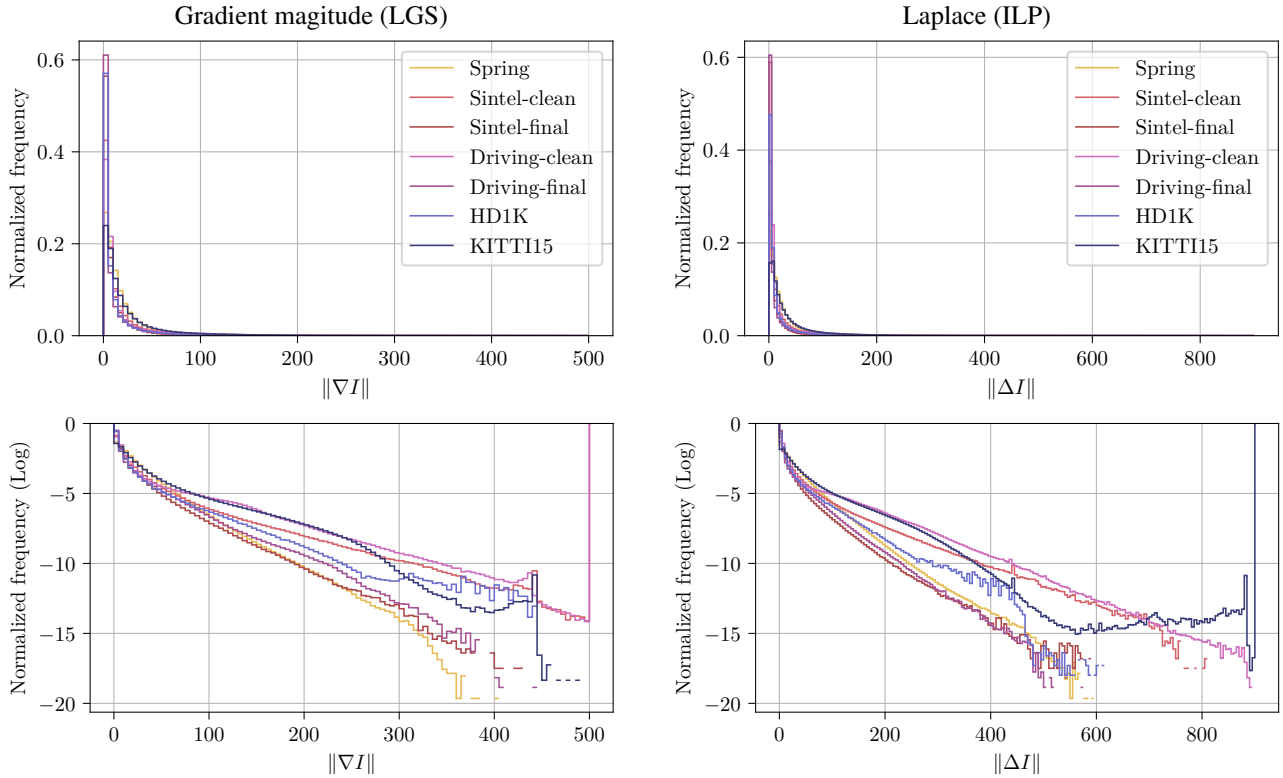 Gradient magitude (LGS)
Laplace (ILP)
Normalized frequency
0.6
0.4
0.2
0.0
0 100 200 300 400 500
‖∇I‖
Spring
Sintel-clean
Sintel-final
Driving-clean
Driving-final
HD1K
KITTI15
Normalized frequency
0.6
0.4
0.2
0.0
0 200 400 600 800
‖ΔI‖
Spring
Sintel-clean
Sintel-final
Driving-clean
Driving-final
HD1K
KITTI15
Normalized frequency (Log)
0
−5
−10
−15
−20
0 100 200 300 400 500
‖∇I‖
Normalized frequency (Log)
0
−5
−10
−15
−20
0 200 400 600 800
‖ΔI‖